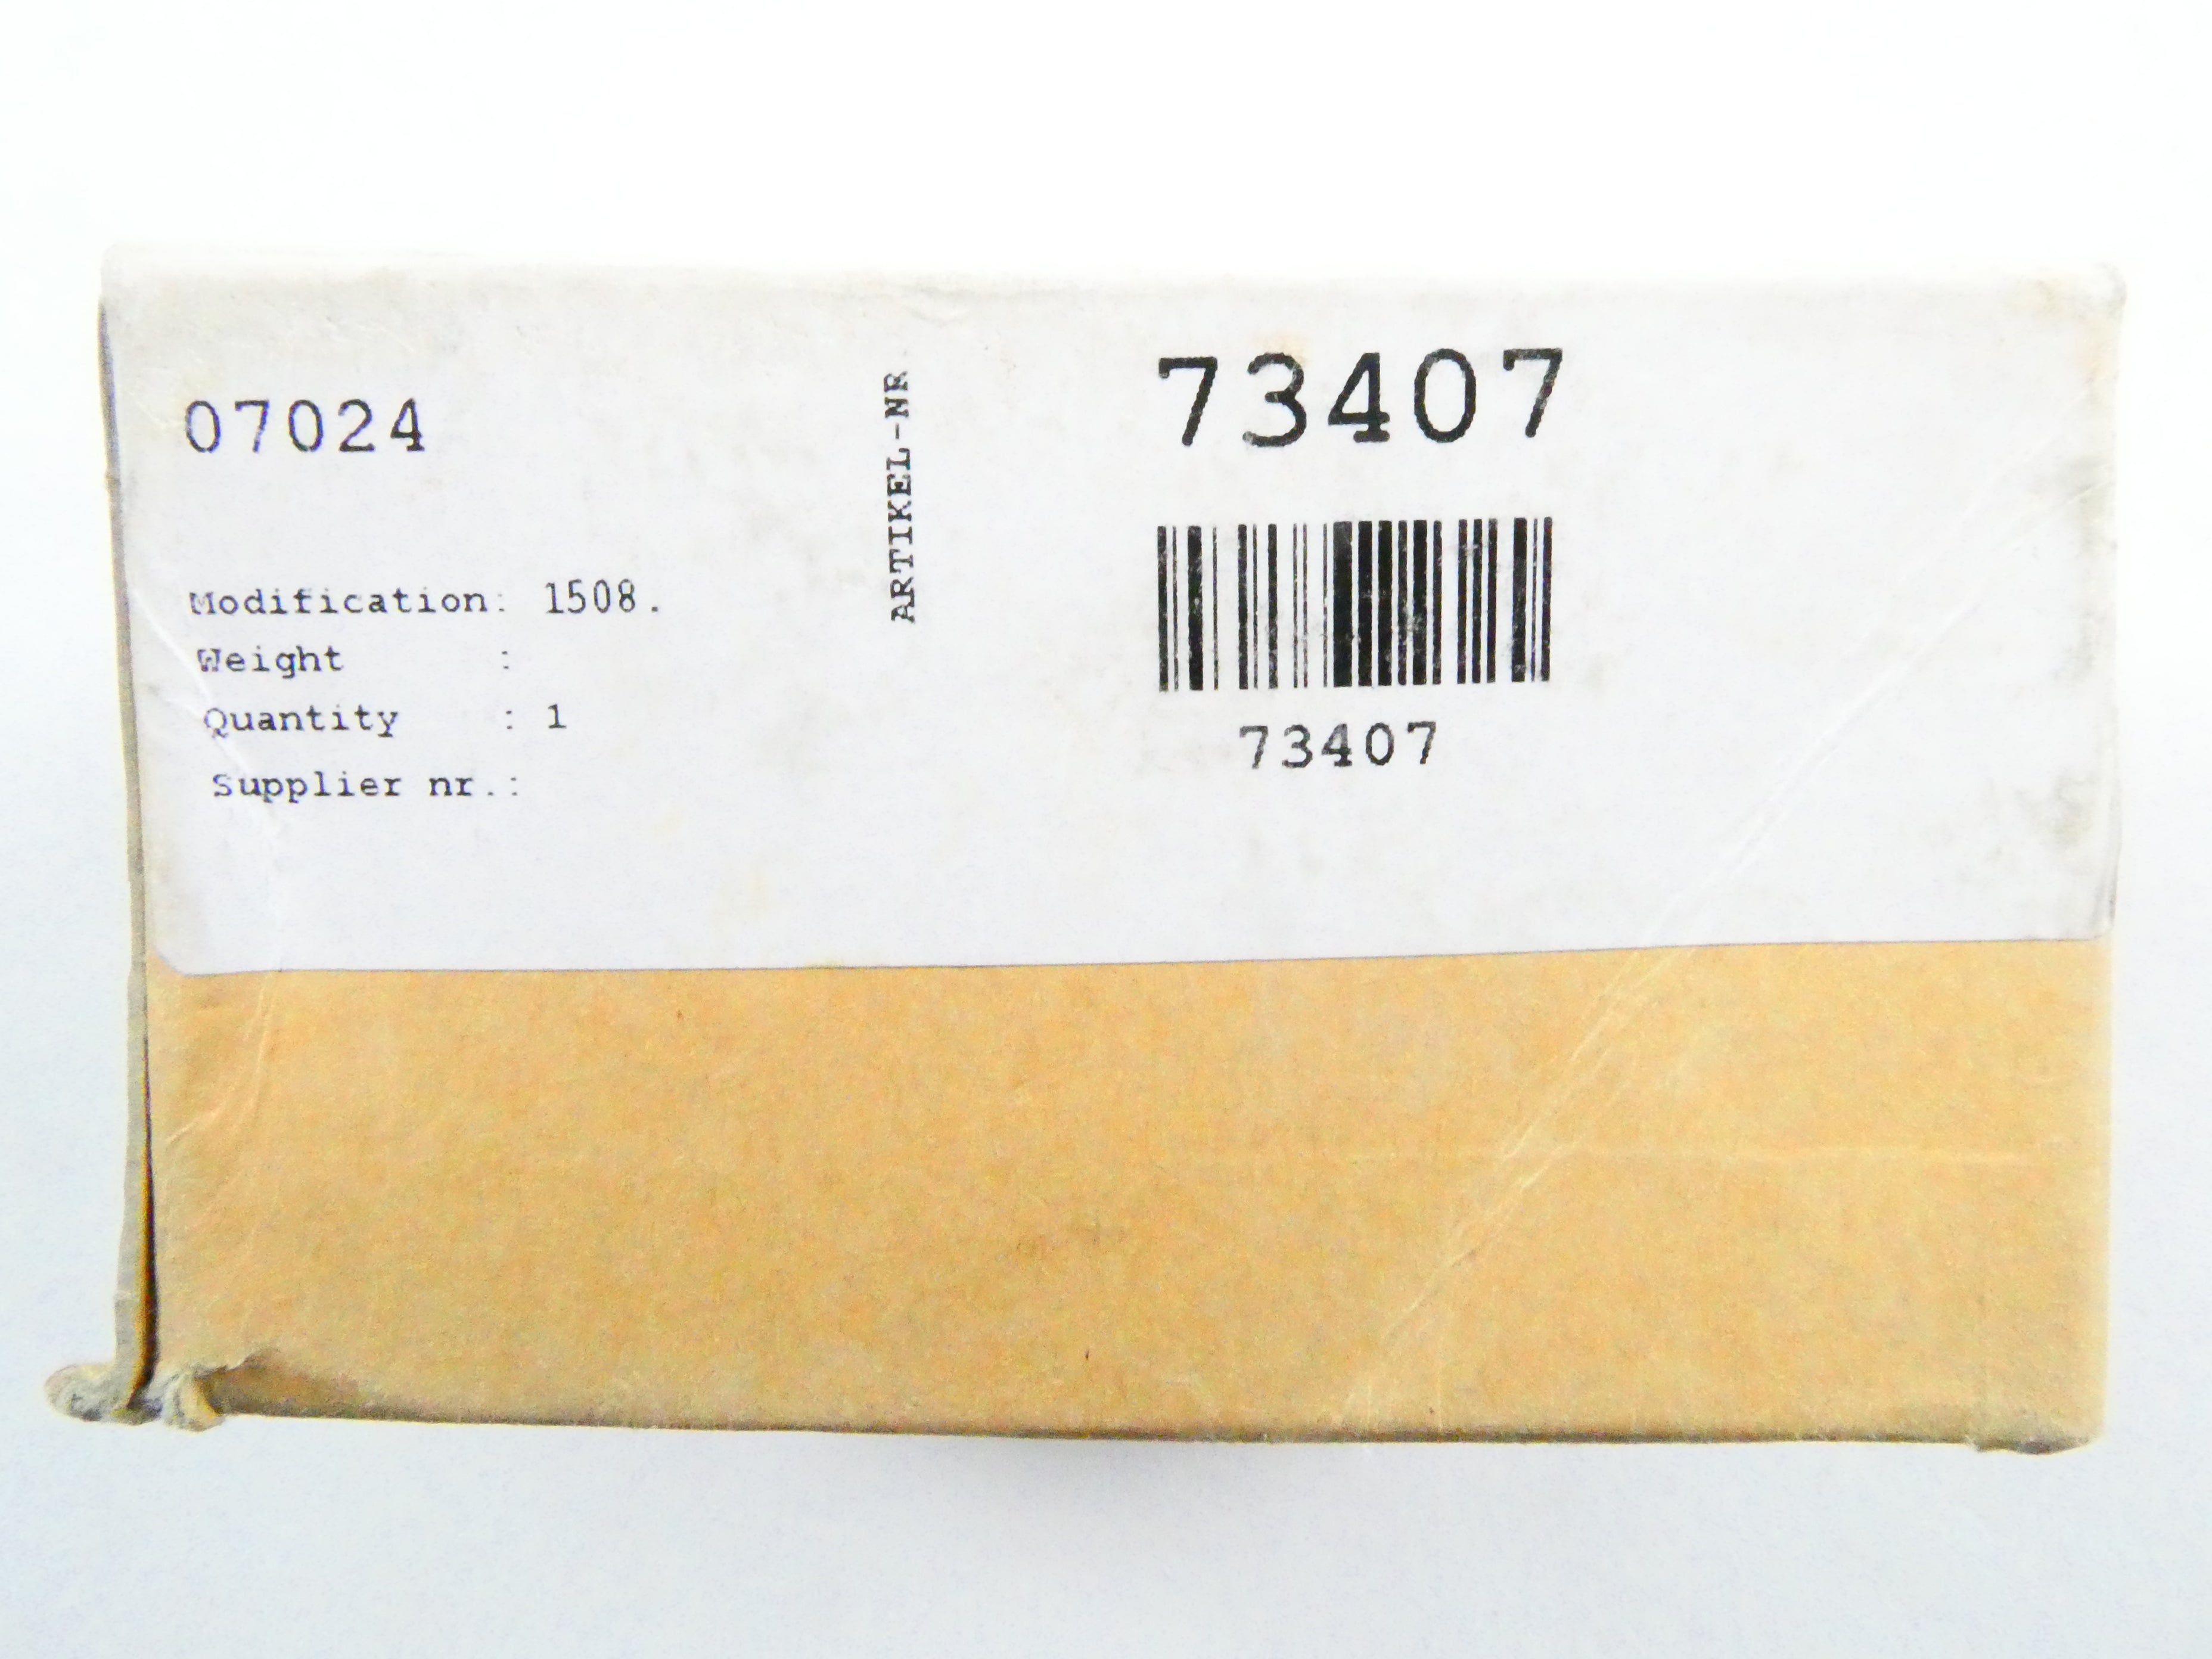 07024
Modification: 1508.
Weight :
Quantity : 1
Supplier nr.:
ARTIKEL-NR
73407
73407